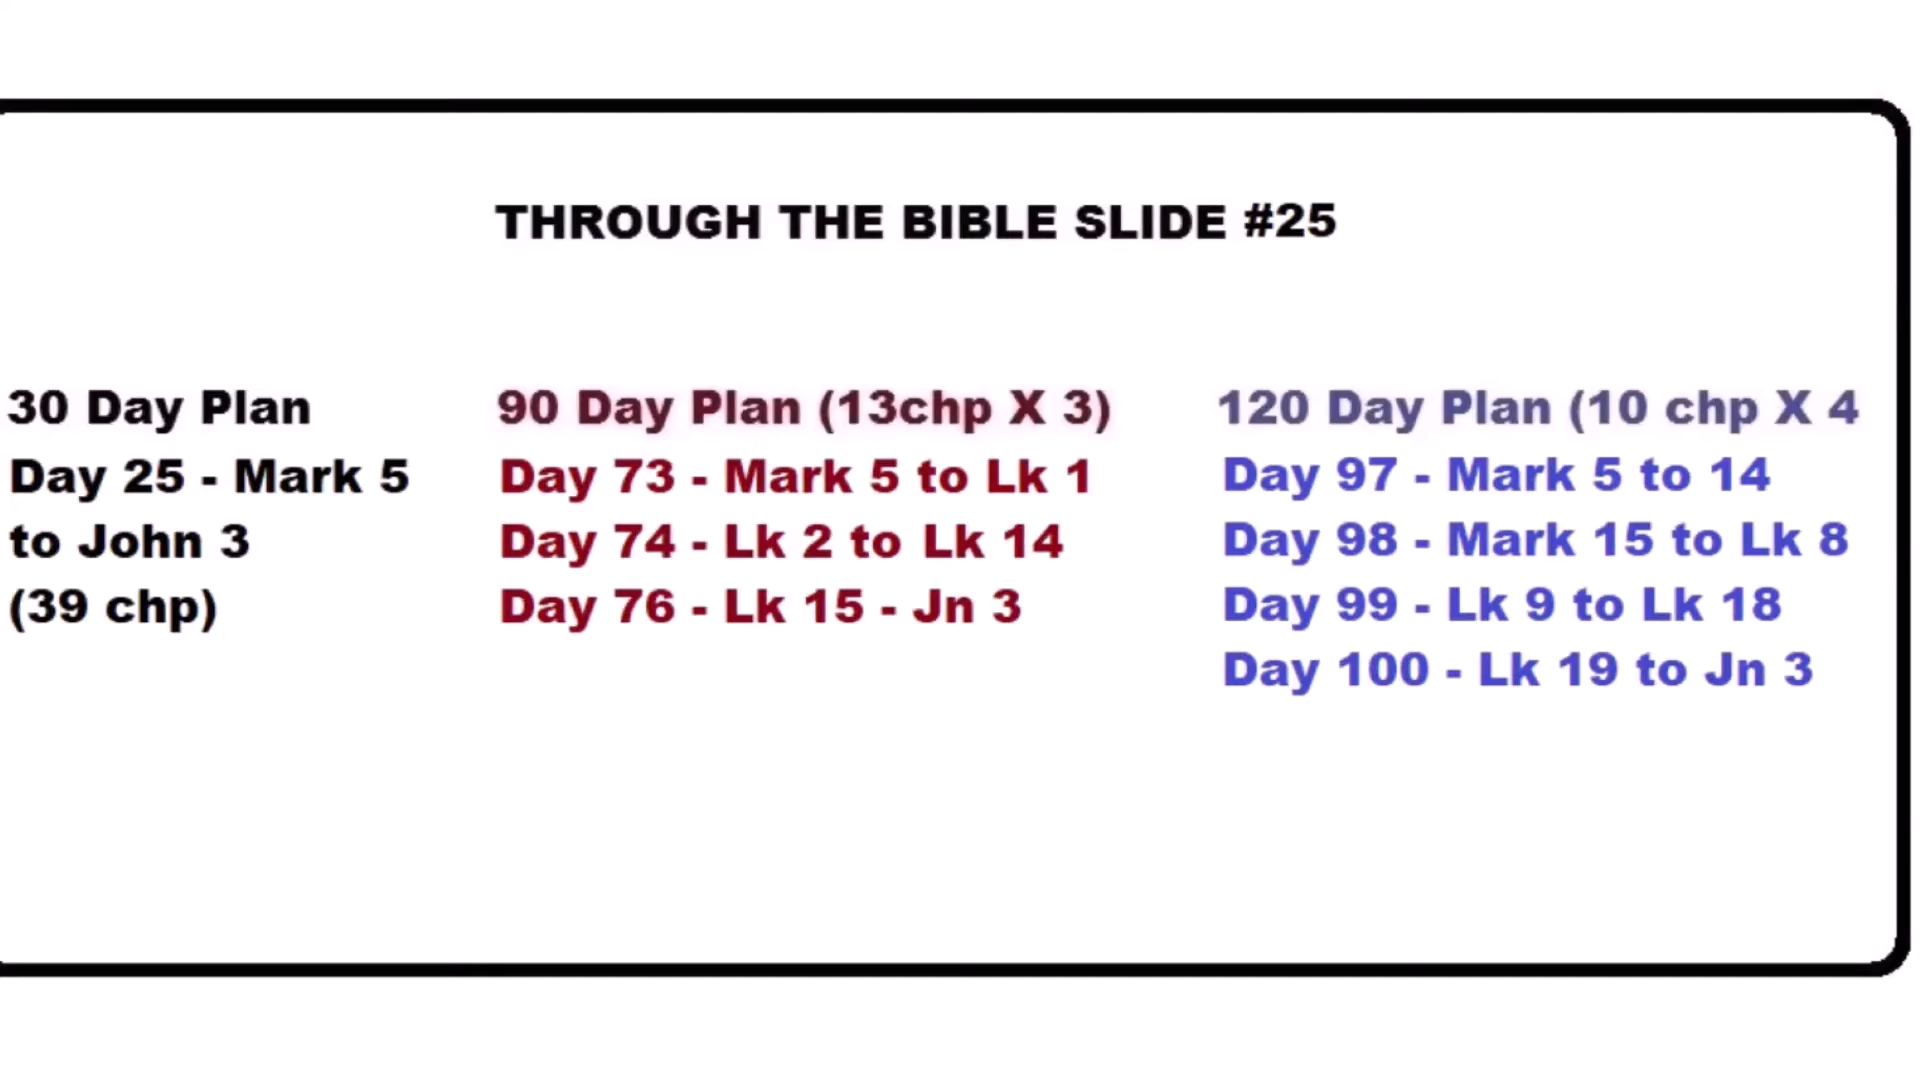 THROUGH THE BIBLE SLIDE #25
30 Day Plan
Day 25 - Mark 5
to John 3
(39 chp)
90 Day Plan (13chp X 3)
Day 73 - Mark 5 to Lk 1
Day 74 - Lk 2 to Lk 14
Day 76 - Lk 15 - Jn 3
120 Day Plan (10 chp X 4
Day 97 - Mark 5 to 14
Day 98 - Mark 15 to Lk 8
Day 99 - Lk 9 to Lk 18
Day 100 - Lk 19 to Jn 3